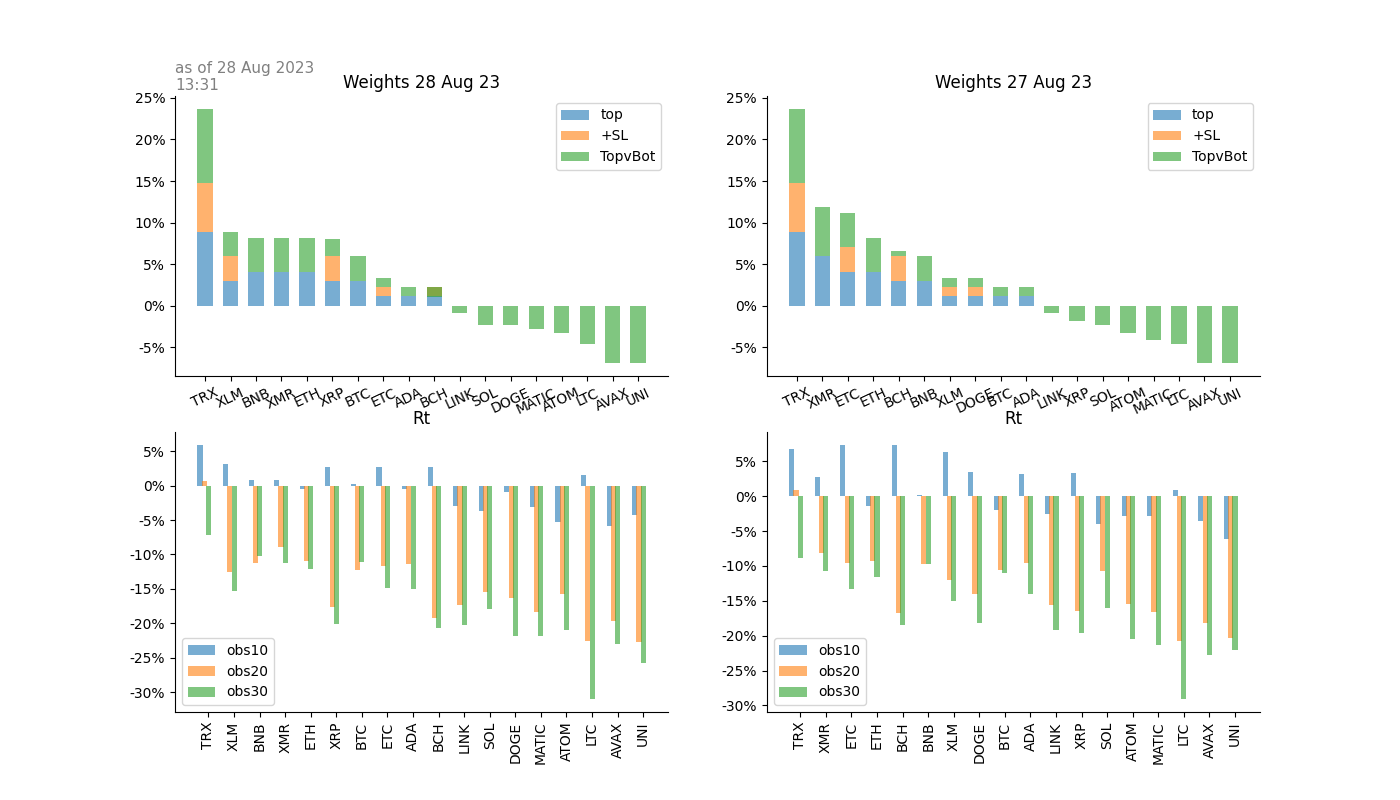 as of 28 Aug 2023
13:31
Weights 28 Aug 23
25%
20%
15%
10%
5%
0%
-5%
top
+SL
TopvBot
TRX XLM BNB XMR ETH XRP BTC ETC ADA BCH LINK SOL DOGE MATIC ATOM LTC AVAX UNI
Weights 27 Aug 23
25%
20%
15%
10%
5%
0%
-5%
top
+SL
TopvBot
TRX XMR ETC ETH BCH BNB XLM DOGE BTC ADA LINK XRP SOL ATOM MATIC LTC AVAX UNI
Rt
5%
0%
-5%
-10%
-15%
-20%
-25%
-30%
obs10
obs20
obs30
TRX XLM BNB XMR ETH XRP BTC ETC ADA BCH LINK SOL DOGE MATIC ATOM LTC AVAX UNI
Rt
5%
0%
-5%
-10%
-15%
-20%
-25%
-30%
obs10
obs20
obs30
TRX XMR ETC ETH BCH BNB XLM DOGE BTC ADA LINK XRP SOL ATOM MATIC LTC AVAX UNI